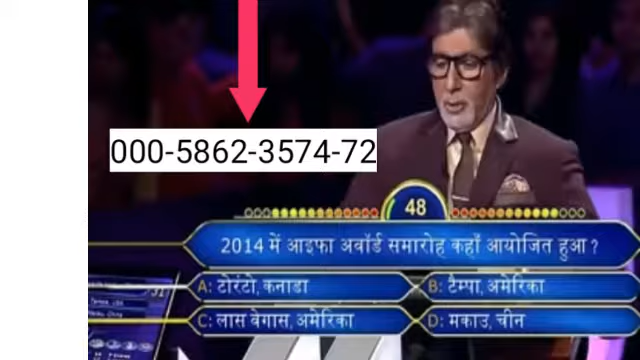 000-5862-3574-72
48
2014 में आइफा अवॉर्ड समारोह कहाँ आयोजित हुआ ?
A: टोरंटो, कनाडा
B: टैम्पा, अमेरिका
C: लास वेगास, अमेरिका
D: मकाउ, चीन